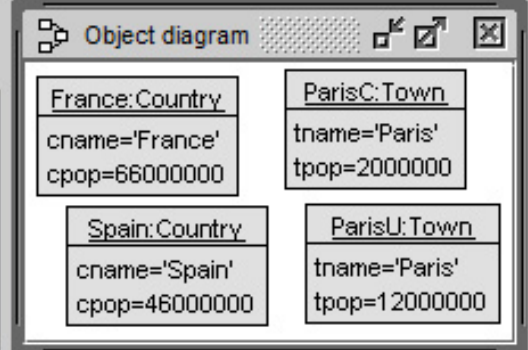 Object diagram
France:Country
cname='France'
cpop=66000000
ParisC:Town
tname='Paris'
tpop=2000000
Spain:Country
cname='Spain'
cpop=46000000
ParisU:Town
tname='Paris'
tpop=12000000